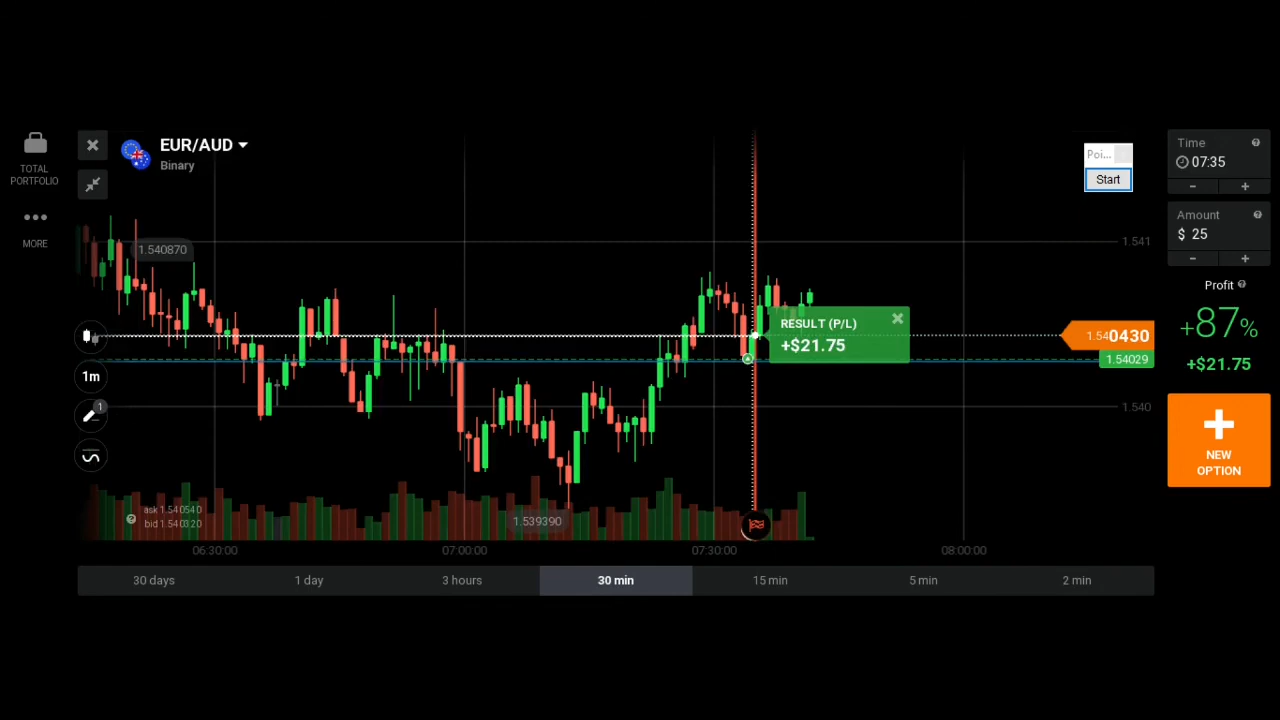 TOTAL
PORTFOLIO
MORE
EUR/AUD
Binary
1.540870
1m
1
ask 1.540540
bid 1.540320
1.539390
RESULT (P/L)
+$21.75
Poi...
Start
1.541
1.540430
1.54029
1.540
06:30:00
07:00:00
07:30:00
08:00:00
30 days
1 day
3 hours
30 min
15 min
5 min
2 min
Time
07:35
-
+
Amount
$ 25
-
+
Profit
+87%
+$21.75
NEW
OPTION